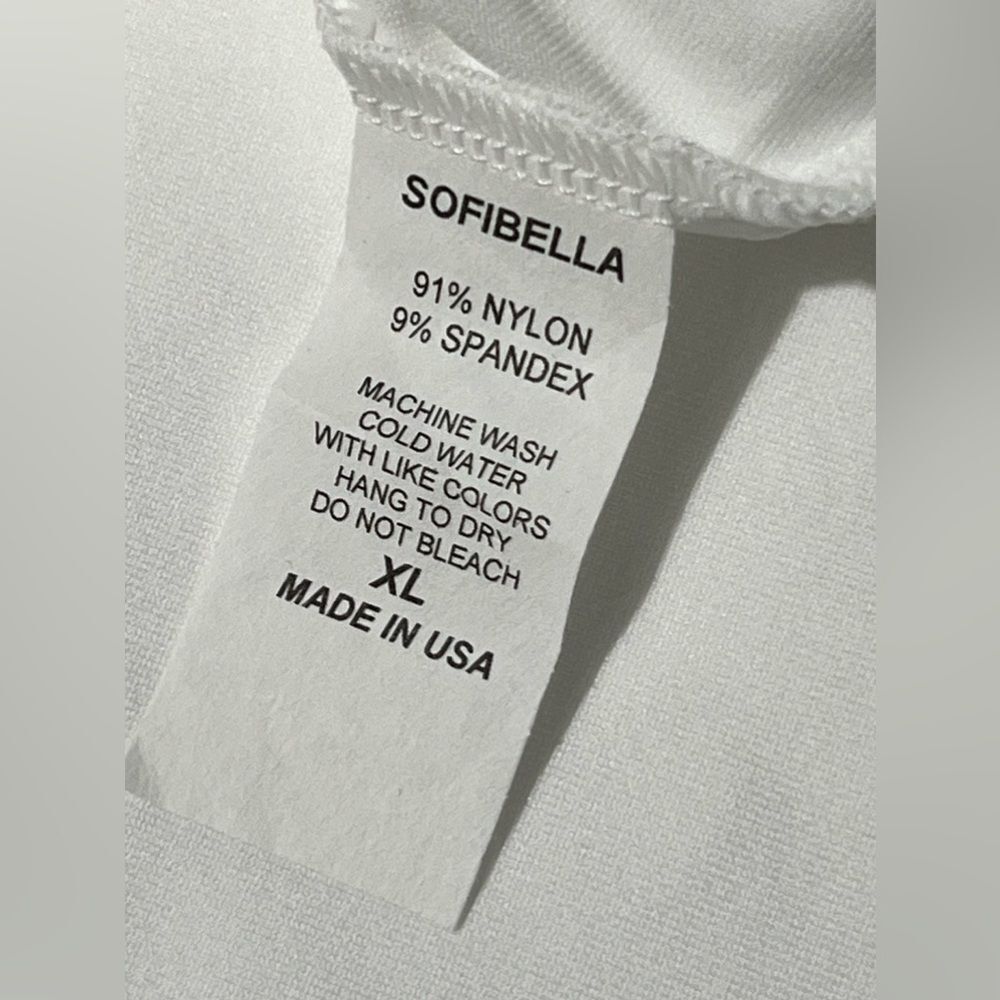 SOFIBELLA
91% NYLON
9% SPANDEX
MACHINE WASH
COLD WATER
WITH LIKE COLORS
HANG TO DRY
DO NOT BLEACH
XL
MADE IN USA